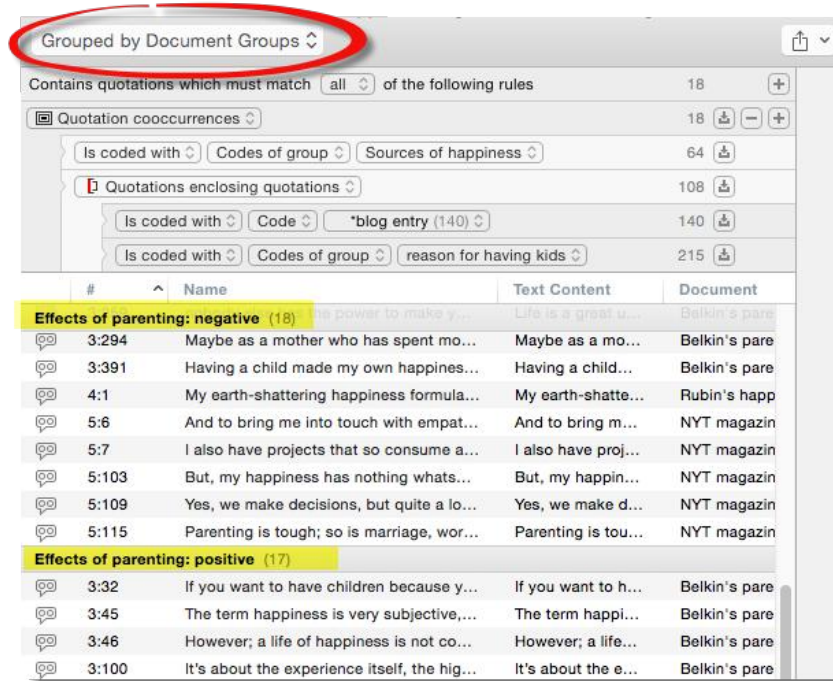 Grouped by Document Groups
Contains quotations which must match all of the following rules 18
Quotation cooccurrences 18
Is coded with Codes of group Sources of happiness 64
Quotations enclosing quotations 108
Is coded with Code *blog entry (140) 140
Is coded with Codes of group reason for having kids 215
# Name Text Content Document
Effects of parenting: negative (18) the power to make y... Life is a great u... Belkin's pare
3:294 Maybe as a mother who has spent mo... Maybe as a mo... Belkin's pare
3:391 Having a child made my own happines... Having a child... Belkin's pare
4:1 My earth-shattering happiness formula... My earth-shatte... Rubin's happ
5:6 And to bring me into touch with empat... And to bring m... NYT magazin
5:7 I also have projects that so consume a... I also have proj... NYT magazin
5:103 But, my happiness has nothing whats... But, my happin... NYT magazin
5:109 Yes, we make decisions, but quite a lo... Yes, we make d... NYT magazin
5:115 Parenting is tough; so is marriage, wor... Parenting is tou... NYT magazin
Effects of parenting: positive (17)
3:32 If you want to have children because y... If you want to h... Belkin's pare
3:45 The term happiness is very subjective,... The term happi... Belkin's pare
3:46 However; a life of happiness is not co... However; a life... Belkin's pare
3:100 It's about the experience itself, the hig... It's about the e... Belkin's pare